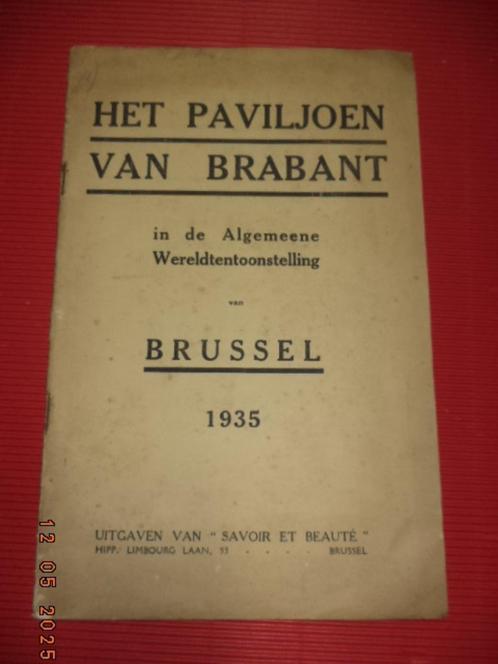 HET PAVILJOEN
VAN BRABANT
in de Algemeene
Wereldtentoonstelling
van
BRUSSEL
1935
UITGAVEN VAN " SAVOIR ET BEAUTÉ "
HIPP. LIMBOURG LAAN, 53 - - - - BRUSSEL
12 05 2025